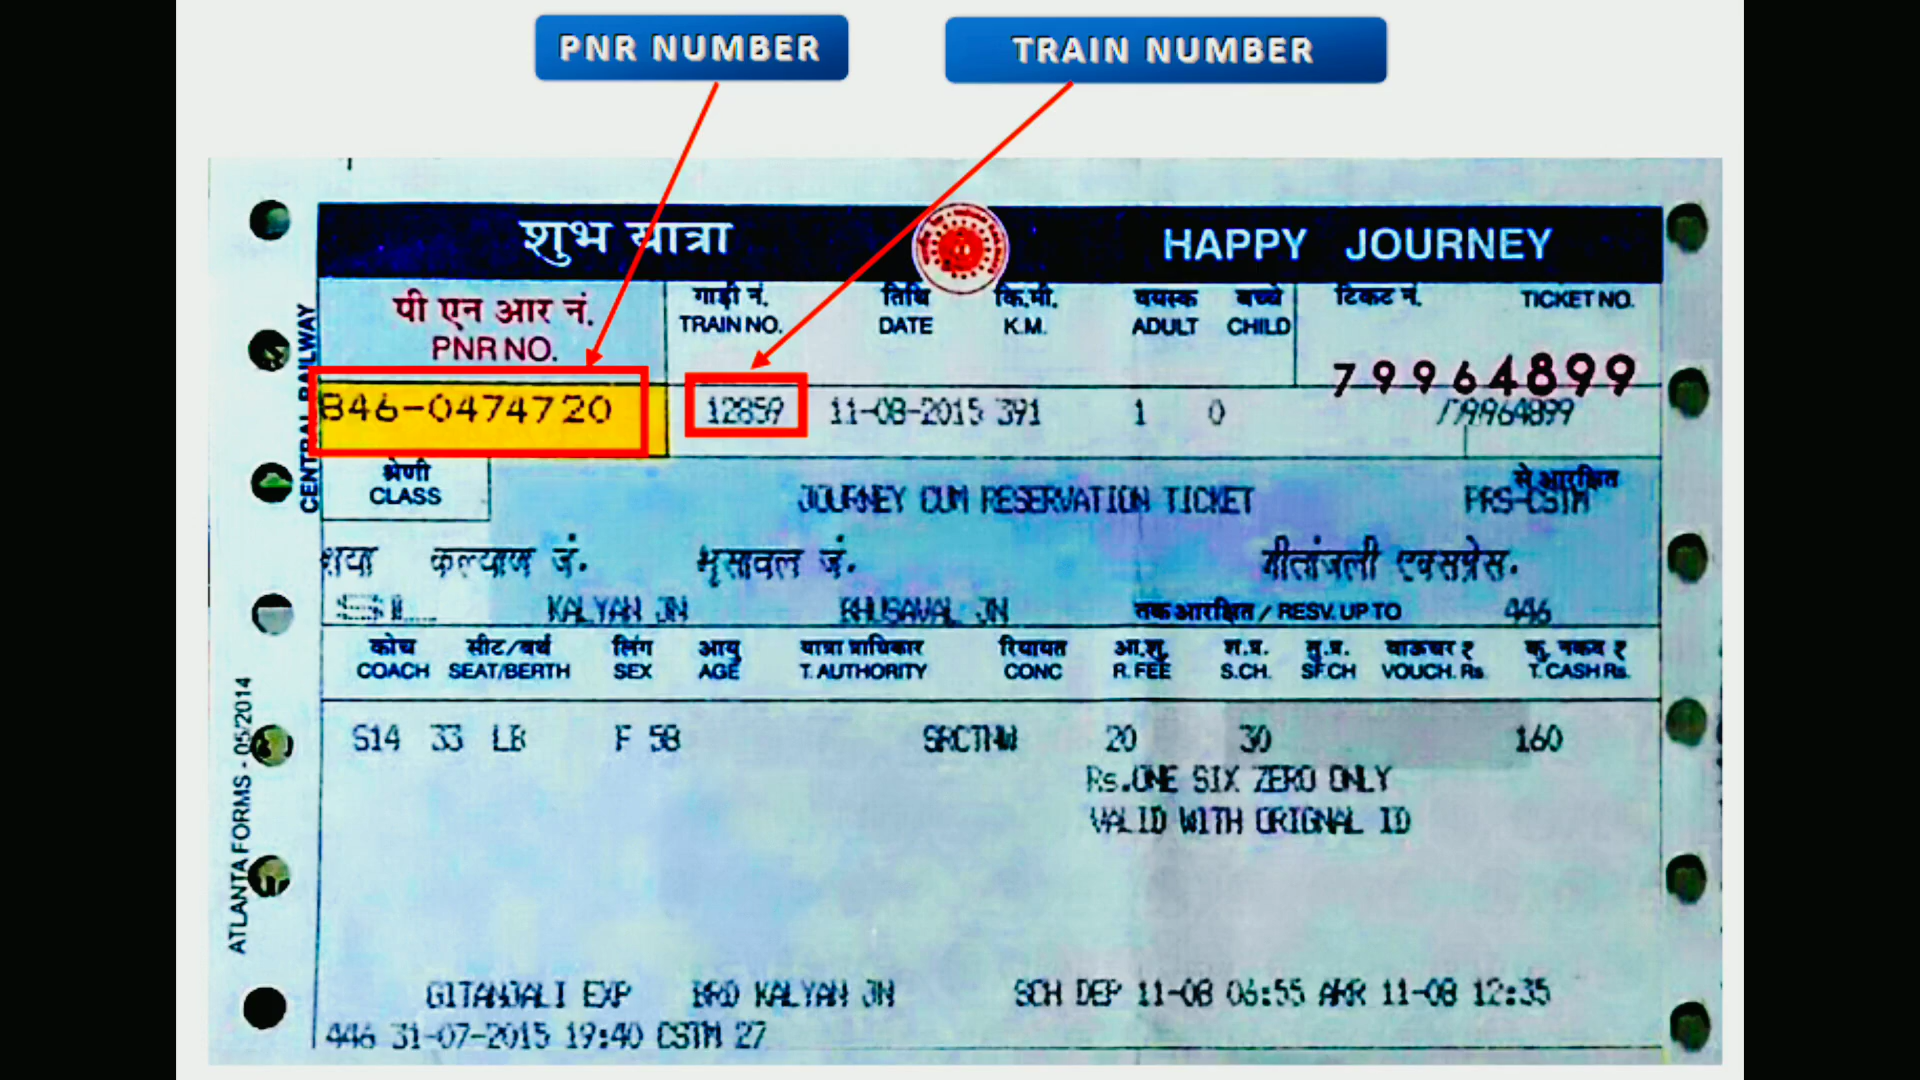 PNR NUMBER TRAIN NUMBER
शुभ यात्रा HAPPY JOURNEY
पी एन आर नं. गाड़ी नं. तिथि कि.मी. वयस्क बच्चे टिकट नं. TICKET NO.
PNR NO. TRAIN NO. DATE K.M. ADULT CHILD
79964899
846-0474720 12859 11-08-2015 391 1 0 79964899
CENTRAL RAILWAY
श्रेणी
CLASS
JOURNEY CUM RESERVATION TICKET PRS-CSTM
से आरक्षित
कल्याण जं. भुसावल जं. गीतांजली एक्सप्रेस.
SL KALYAN JN BHUSAVAL JN तक आरक्षित / RESV. UP TO 446
कोच सीट/बर्थ लिंग आयु यात्रा प्राधिकार रियायत आ.शु. श.प्र. सु.प्र. वाऊचर ₹ कु. नकद ₹
COACH SEAT/BERTH SEX AGE T. AUTHORITY CONC R. FEE S.CH. SF.CH VOUCH. Rs. T. CASH Rs.
S14 33 LB F 58 SRCTNW 20 30 160
Rs.ONE SIX ZERO ONLY
VALID WITH ORIGNAL ID
ATLANTA FORMS - 05/2014
GITANJALI EXP BRD KALYAN JN SCH DEP 11-08 06:55 ARR 11-08 12:35
446 31-07-2015 19:40 CSTM 27